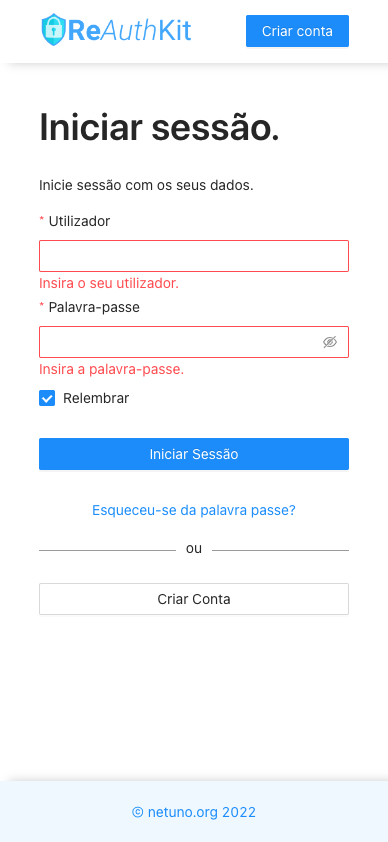 ReAuthKit
Criar conta
Iniciar sessão.
Inicie sessão com os seus dados.
* Utilizador
Insira o seu utilizador.
* Palavra-passe
Insira a palavra-passe.
Relembrar
Iniciar Sessão
Esqueceu-se da palavra passe?
ou
Criar Conta
© netuno.org 2022